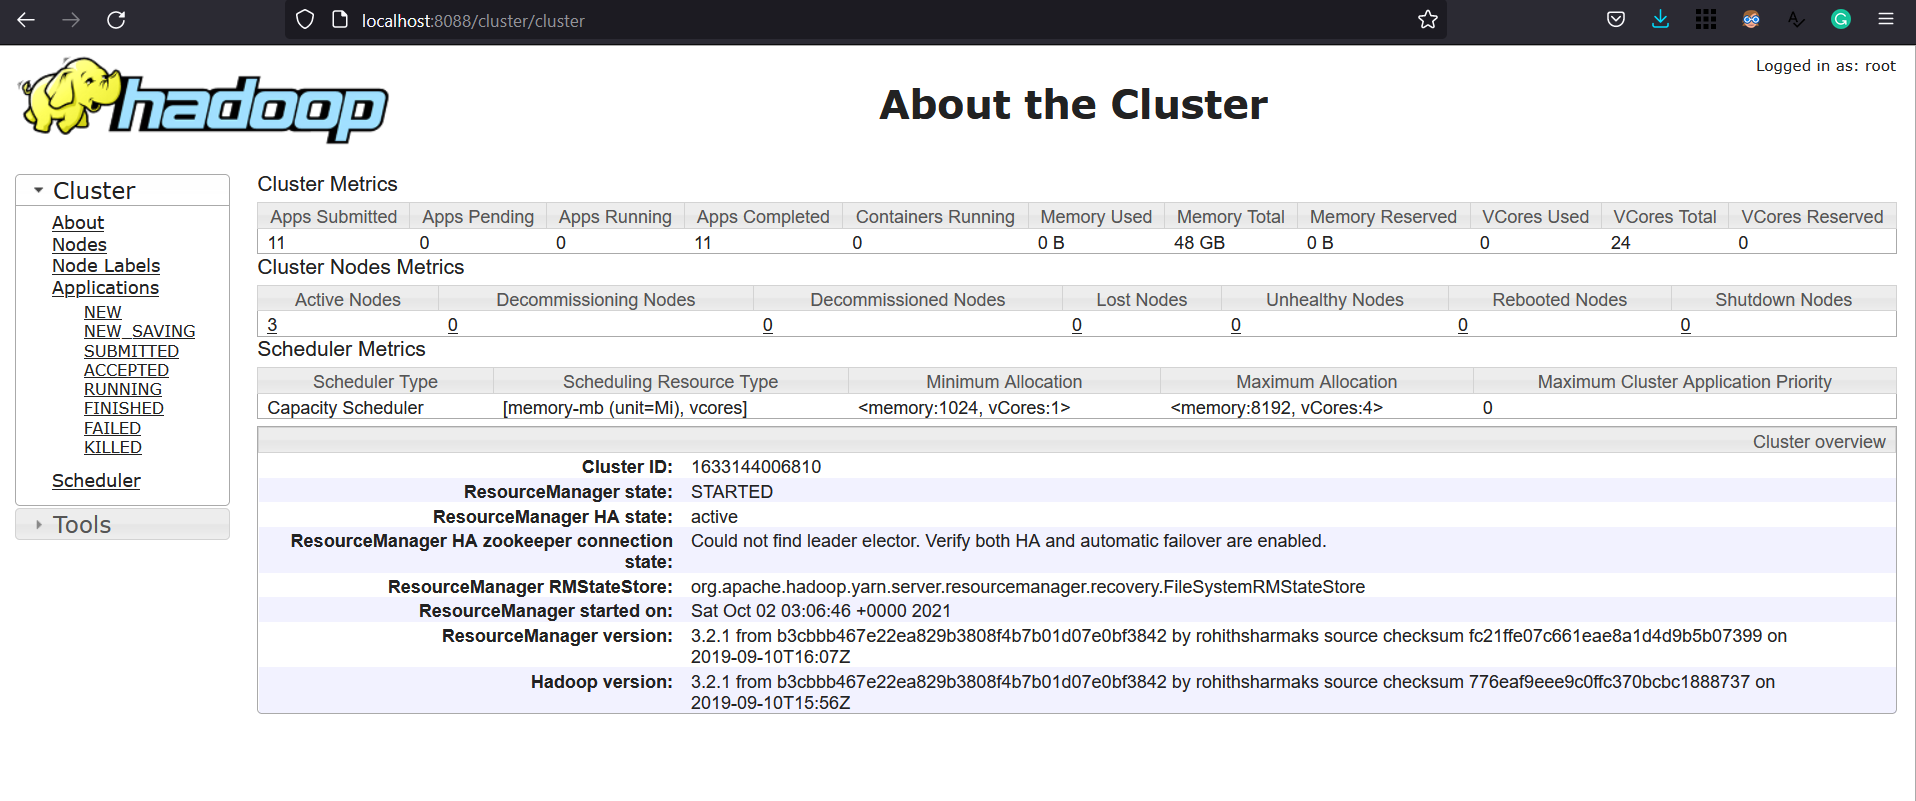 localhost:8088/cluster/cluster
hadoop
Logged in as: root
About the Cluster
Cluster
About
Nodes
Node Labels
Applications
NEW
NEW_SAVING
SUBMITTED
ACCEPTED
RUNNING
FINISHED
FAILED
KILLED
Scheduler
Tools
Cluster Metrics
Apps Submitted Apps Pending Apps Running Apps Completed Containers Running Memory Used Memory Total Memory Reserved VCores Used VCores Total VCores Reserved
11 0 0 11 0 0 B 48 GB 0 B 0 24 0
Cluster Nodes Metrics
Active Nodes Decommissioning Nodes Decommissioned Nodes Lost Nodes Unhealthy Nodes Rebooted Nodes Shutdown Nodes
3 0 0 0 0 0 0
Scheduler Metrics
Scheduler Type Scheduling Resource Type Minimum Allocation Maximum Allocation Maximum Cluster Application Priority
Capacity Scheduler [memory-mb (unit=Mi), vcores] <memory:1024, vCores:1> <memory:8192, vCores:4> 0
Cluster overview
Cluster ID: 1633144006810
ResourceManager state: STARTED
ResourceManager HA state: active
ResourceManager HA zookeeper connection state: Could not find leader elector. Verify both HA and automatic failover are enabled.
ResourceManager RMStateStore: org.apache.hadoop.yarn.server.resourcemanager.recovery.FileSystemRMStateStore
ResourceManager started on: Sat Oct 02 03:06:46 +0000 2021
ResourceManager version: 3.2.1 from b3cbbb467e22ea829b3808f4b7b01d07e0bf3842 by rohithsharmaks source checksum fc21ffe07c661eae8a1d4d9b5b07399 on
2019-09-10T16:07Z
Hadoop version: 3.2.1 from b3cbbb467e22ea829b3808f4b7b01d07e0bf3842 by rohithsharmaks source checksum 776eaf9eee9c0ffc370bcbc1888737 on
2019-09-10T15:56Z